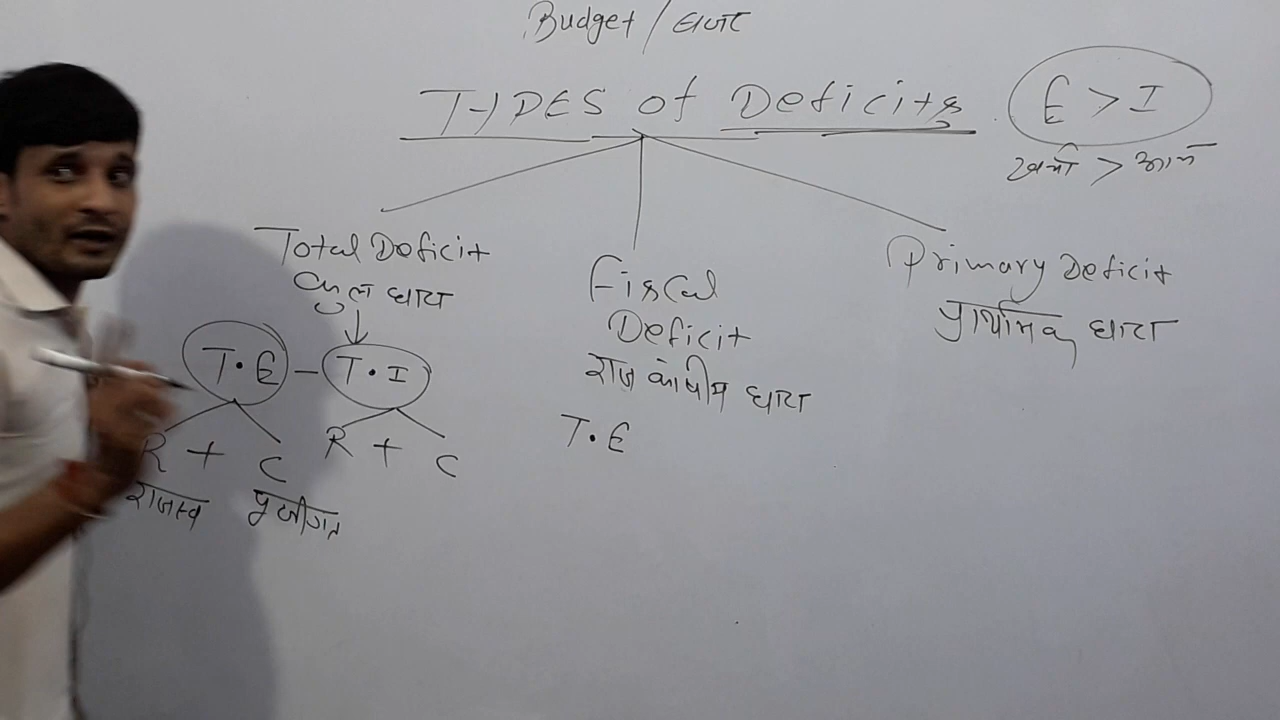 Budget / बजट
TYPES of Deficits
E > I
खर्चा > आय
Total Deficit
कुल घाटा
T.E - T.I
R + C
R + C
राजस्व पूजीगत
Fiscal
Deficit
राजकोषीय घाटा
T.E
Primary Deficit
प्राथमिक घाटा